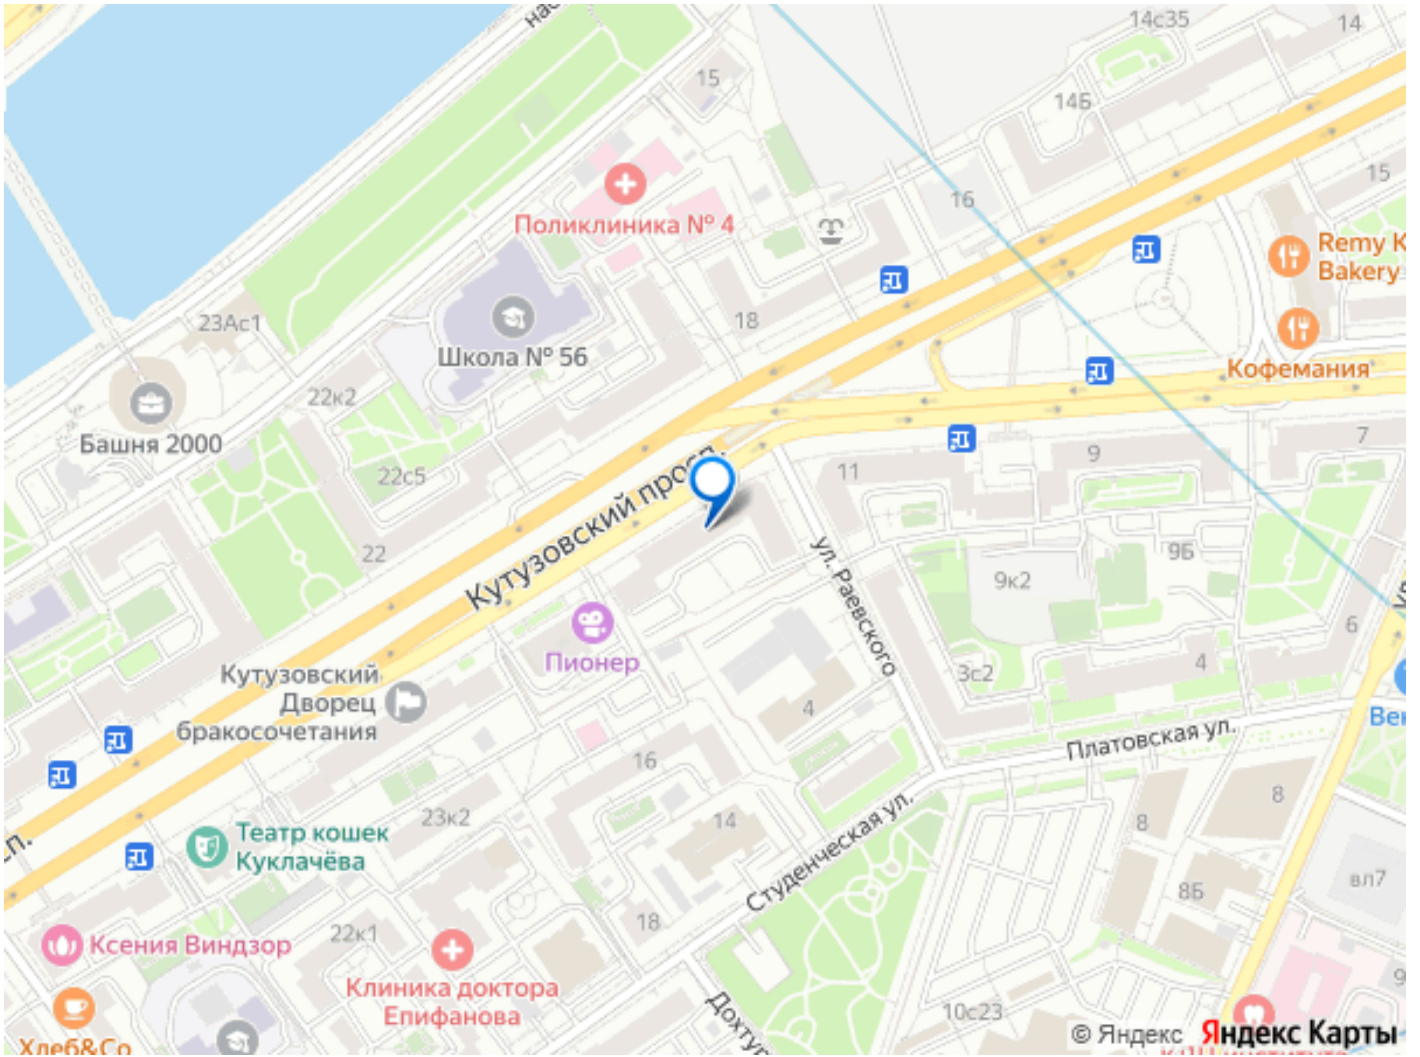 14с35
14
15
14Б
15
16
Поликлиника № 4
Remy K
Bakery
23Ас1
18
Школа № 56
Кофемания
22к2
Башня 2000
7
9
11
22с5
Кутузовский просп.
22
9Б
ул. Раевского
9к2
6
Пионер
Кутузовский
Дворец
бракосочетания
3с2
4
4
Платовская ул.
16
8
23к2
14
8
Театр кошек
Куклачёва
Студенческая ул.
вл7
8Б
18
22к1
Ксения Виндзор
Клиника доктора
Епифанова
10с23
Хлеб&Co
© Яндекс Яндекс Карты